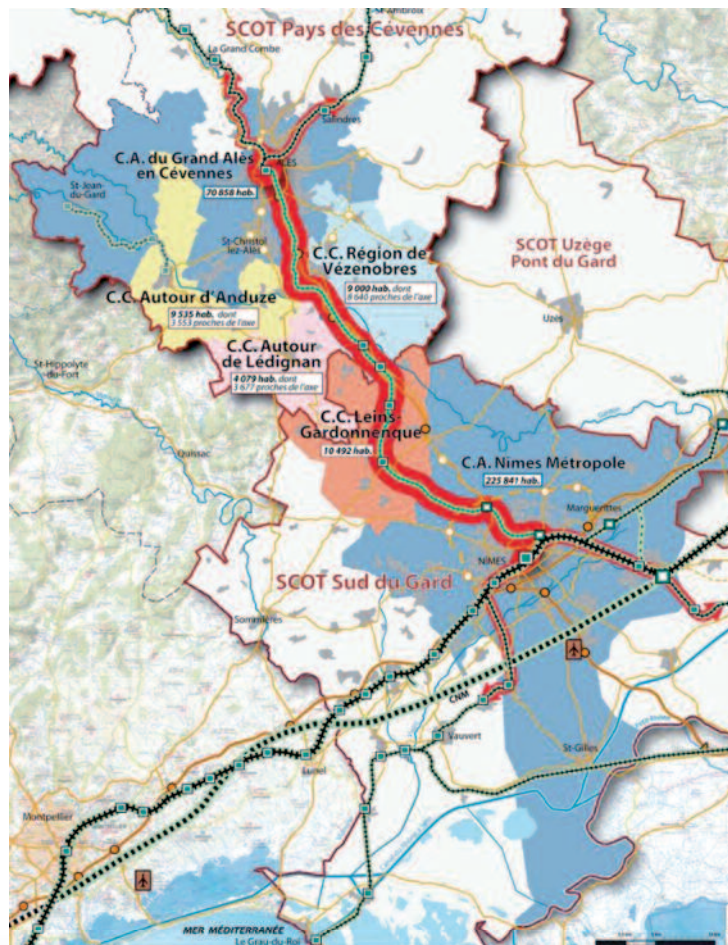 St-Ambroix
SCOT Pays des Cévennes
La Grand Combe
Salindres
C.A. du Grand Alès
en Cévennes
70 858 hab.
St-Jean-
du-Gard
St-Christol
lez-Alès
SCOT Uzège
Pont du Gard
C.C. Région de
Vézenobres
9 000 hab. dont
8 640 proches de l'axe
C.C. Autour d'Anduze
9 535 hab. dont
3 553 proches de l'axe
Uzes
C.C. Autour
de Lédignan
4 079 hab. dont
3 677 proches de l'axe
St-Hippolyte
du-Fort
C.C. Leins-
Gardonnenque
10 492 hab.
Quissac
C.A. Nîmes Métropole
225 841 hab.
Marguerittes
NIMES
SCOT Sud du Gard
Sommières
CNM
Vauvert
St-Gilles
Lunel
Montpellier
MER MÉDITERRANÉE
Le Grau-du-Roi